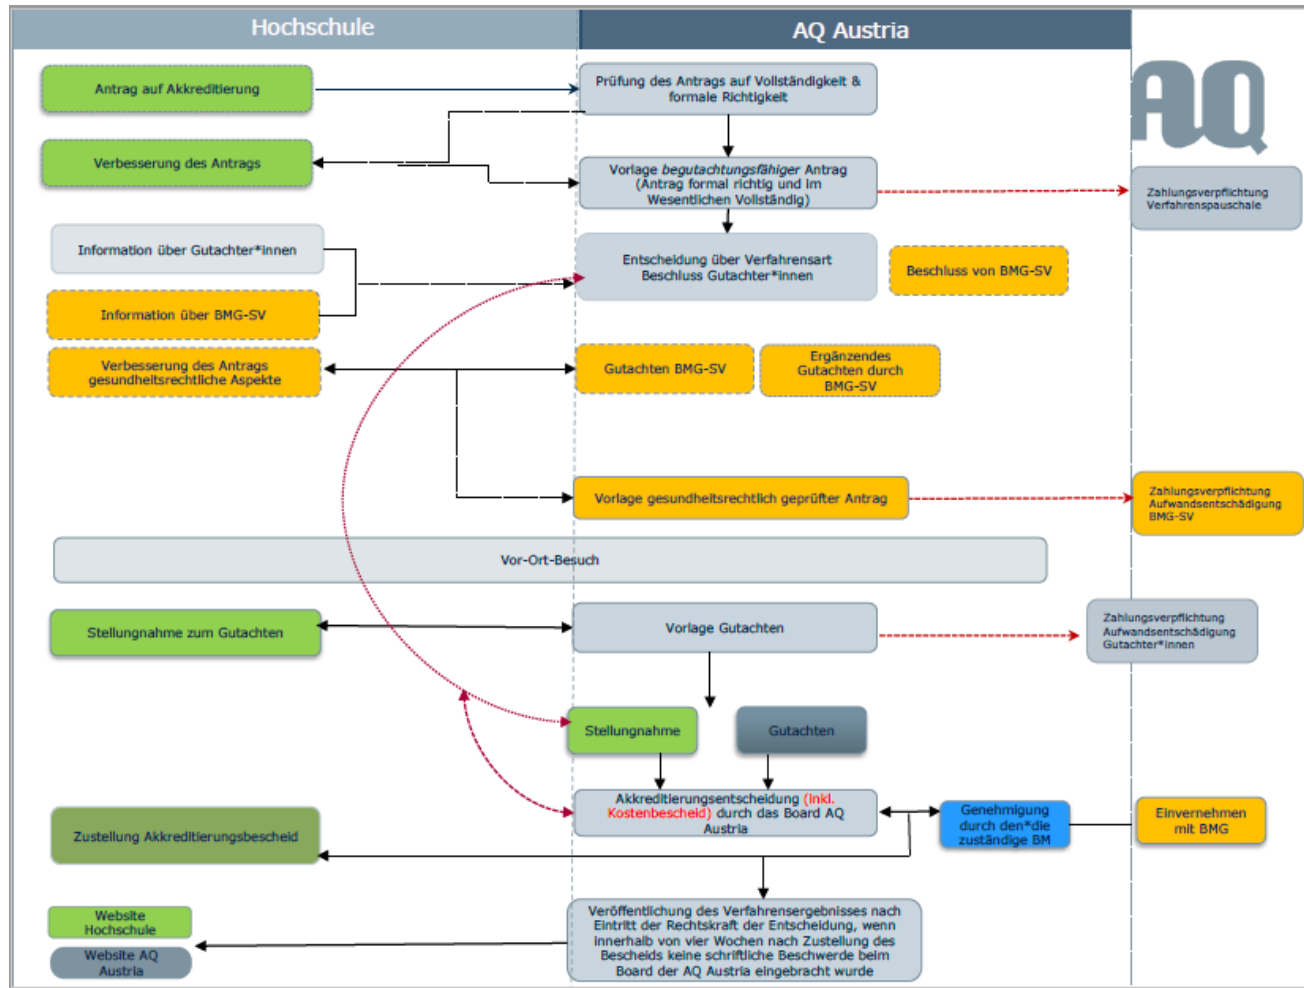 Hochschule
AQ Austria
AQ
Antrag auf Akkreditierung
Prüfung des Antrags auf Vollständigkeit &
formale Richtigkeit
Verbesserung des Antrags
Vorlage begutachtungsfähiger Antrag
(Antrag formal richtig und im
Wesentlichen Vollständig)
Zahlungsverpflichtung
Verfahrenspauschale
Information über Gutachter*innen
Entscheidung über Verfahrensart
Beschluss Gutachter*innen
Beschluss von BMG-SV
Information über BMG-SV
Verbesserung des Antrags
gesundheitsrechtliche Aspekte
Gutachten BMG-SV
Ergänzendes
Gutachten durch
BMG-SV
Vorlage gesundheitsrechtlich geprüfter Antrag
Zahlungsverpflichtung
Aufwandsentschädigung
BMG-SV
Vor-Ort-Besuch
Stellungnahme zum Gutachten
Vorlage Gutachten
Zahlungsverpflichtung
Aufwandsentschädigung
Gutachter*innen
Stellungnahme
Gutachten
Akkreditierungsentscheidung (inkl.
Kostenbescheid) durch das Board AQ
Austria
Genehmigung
durch den*die
zuständige BM
Einvernehmen
mit BMG
Zustellung Akkreditierungsbescheid
Veröffentlichung des Verfahrensergebnisses nach
Eintritt der Rechtskraft der Entscheidung, wenn
innerhalb von vier Wochen nach Zustellung des
Bescheids keine schriftliche Beschwerde beim
Board der AQ Austria eingebracht wurde
Website
Hochschule
Website AQ
Austria